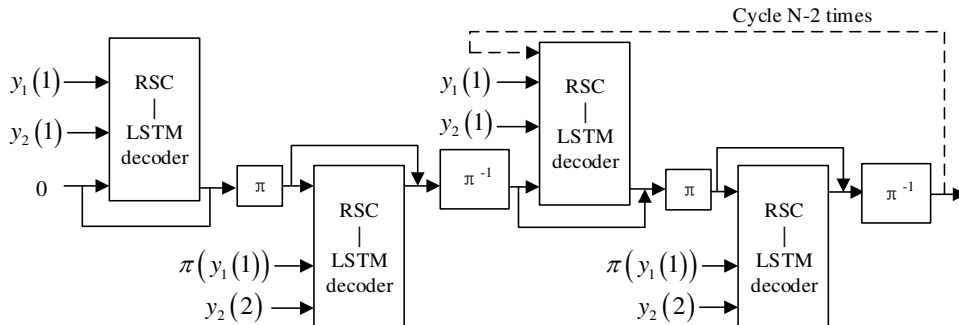 Cycle N-2 times
y₁(1)
y₂(1)
0
RSC
|
LSTM
decoder
π
RSC
|
LSTM
decoder
π(y₁(1))
y₂(2)
π⁻¹
y₁(1)
y₂(1)
RSC
|
LSTM
decoder
π
RSC
|
LSTM
decoder
π(y₁(1))
y₂(2)
π⁻¹